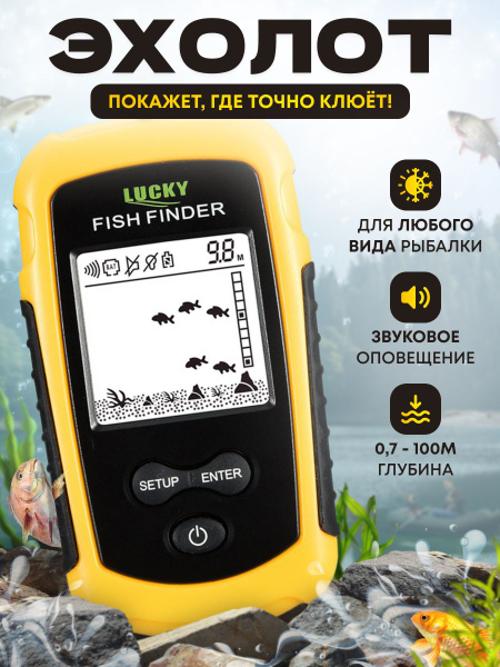 ЭХОЛОТ
ПОКАЖЕТ, ГДЕ ТОЧНО КЛЮЁТ!
LUCKY
FISH FINDER
BAT
9.8 M
SETUP
ENTER
ДЛЯ ЛЮБОГО
ВИДА РЫБАЛКИ
ЗВУКОВОЕ
ОПОВЕЩЕНИЕ
0,7 - 100М
ГЛУБИНА